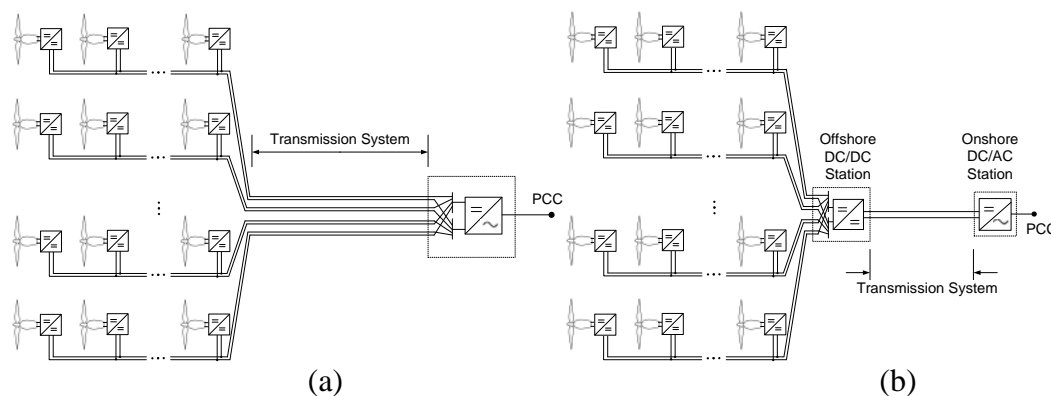 Transmission System
PCC
(a)
Offshore
DC/DC
Station
Onshore
DC/AC
Station
PCC
Transmission System
(b)